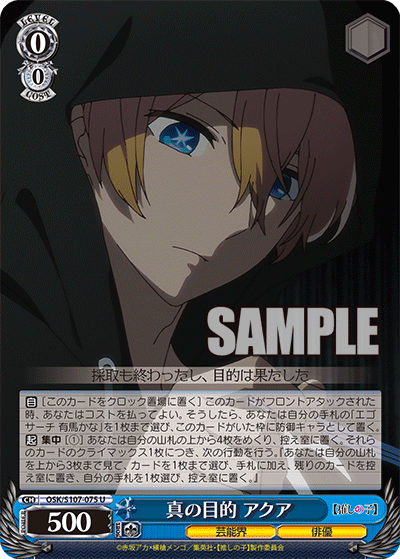 LEVEL
0
0
COST
SAMPLE
採取も終わったし、目的は果たした
自 [このカードをクロック置場に置く] このカードがフロントアタックされた
時、あなたはコストを払ってよい。そうしたら、あなたは自分の手札の「エゴ
サーチ 有馬かな」を1枚まで選び、このカードがいた枠に防御キャラとして置く。
起 集中 [① あなたは自分の山札の上から4枚をめくり、控え室に置く。それら
のカードのクライマックス1枚につき、次の行動を行う。『あなたは自分の山札の
上から3枚まで見て、カードを1枚まで選び、手札に加え、残りのカードを控
え室に置き、自分の手札を1枚選び、控え室に置く。』
CH OSK/S107-075 U
500
真の目的 アクア
【推しの子】
芸能界
俳優
©赤坂アカ×横槍メンゴ／集英社・【推しの子】製作委員会